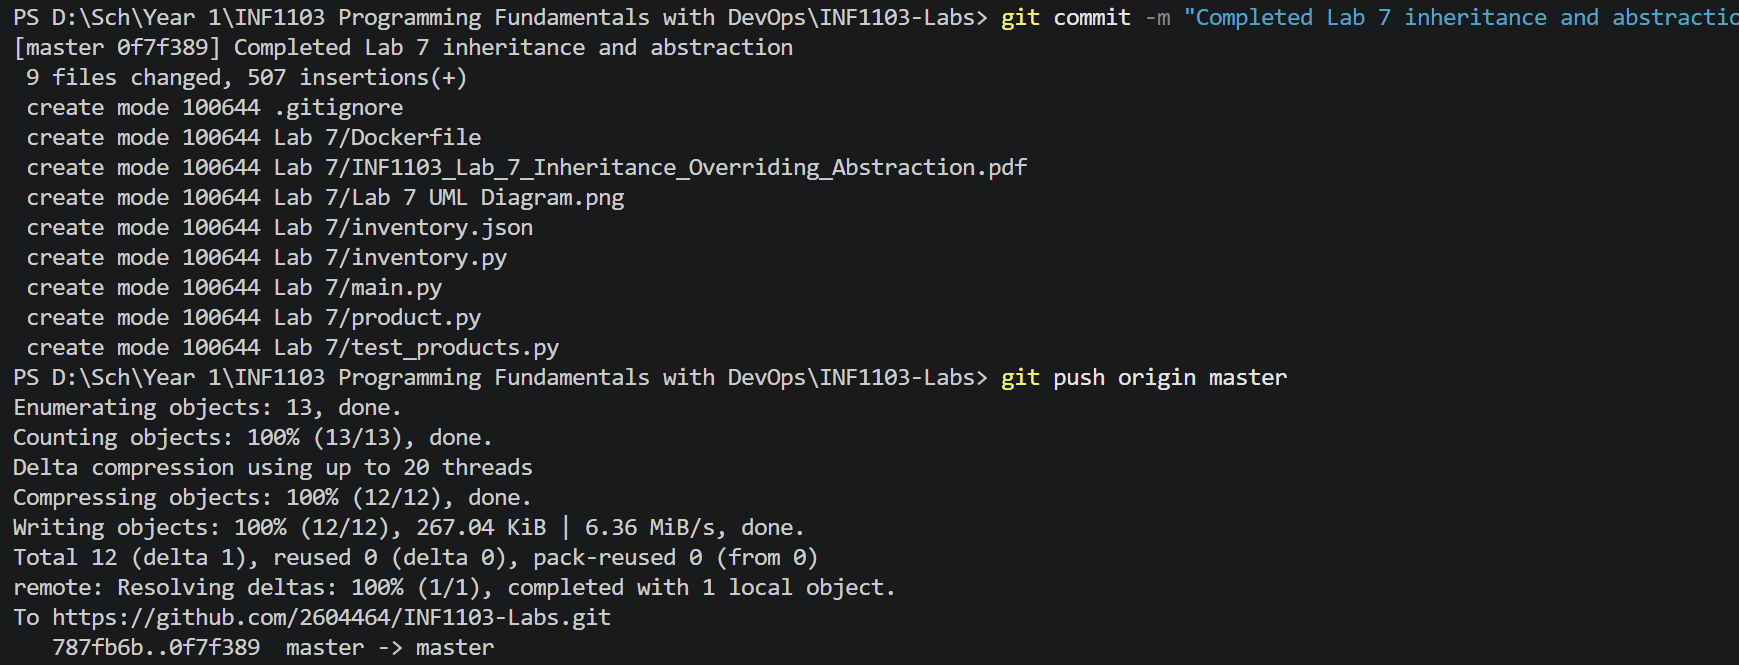 PS D:\Sch\Year 1\INF1103 Programming Fundamentals with DevOps\INF1103-Labs> git commit -m "Completed Lab 7 inheritance and abstractio
[master 0f7f389] Completed Lab 7 inheritance and abstraction
 9 files changed, 507 insertions(+)
 create mode 100644 .gitignore
 create mode 100644 Lab 7/Dockerfile
 create mode 100644 Lab 7/INF1103_Lab_7_Inheritance_Overriding_Abstraction.pdf
 create mode 100644 Lab 7/Lab 7 UML Diagram.png
 create mode 100644 Lab 7/inventory.json
 create mode 100644 Lab 7/inventory.py
 create mode 100644 Lab 7/main.py
 create mode 100644 Lab 7/product.py
 create mode 100644 Lab 7/test_products.py
PS D:\Sch\Year 1\INF1103 Programming Fundamentals with DevOps\INF1103-Labs> git push origin master
Enumerating objects: 13, done.
Counting objects: 100% (13/13), done.
Delta compression using up to 20 threads
Compressing objects: 100% (12/12), done.
Writing objects: 100% (12/12), 267.04 KiB | 6.36 MiB/s, done.
Total 12 (delta 1), reused 0 (delta 0), pack-reused 0 (from 0)
remote: Resolving deltas: 100% (1/1), completed with 1 local object.
To https://github.com/2604464/INF1103-Labs.git
   787fb6b..0f7f389  master -> master